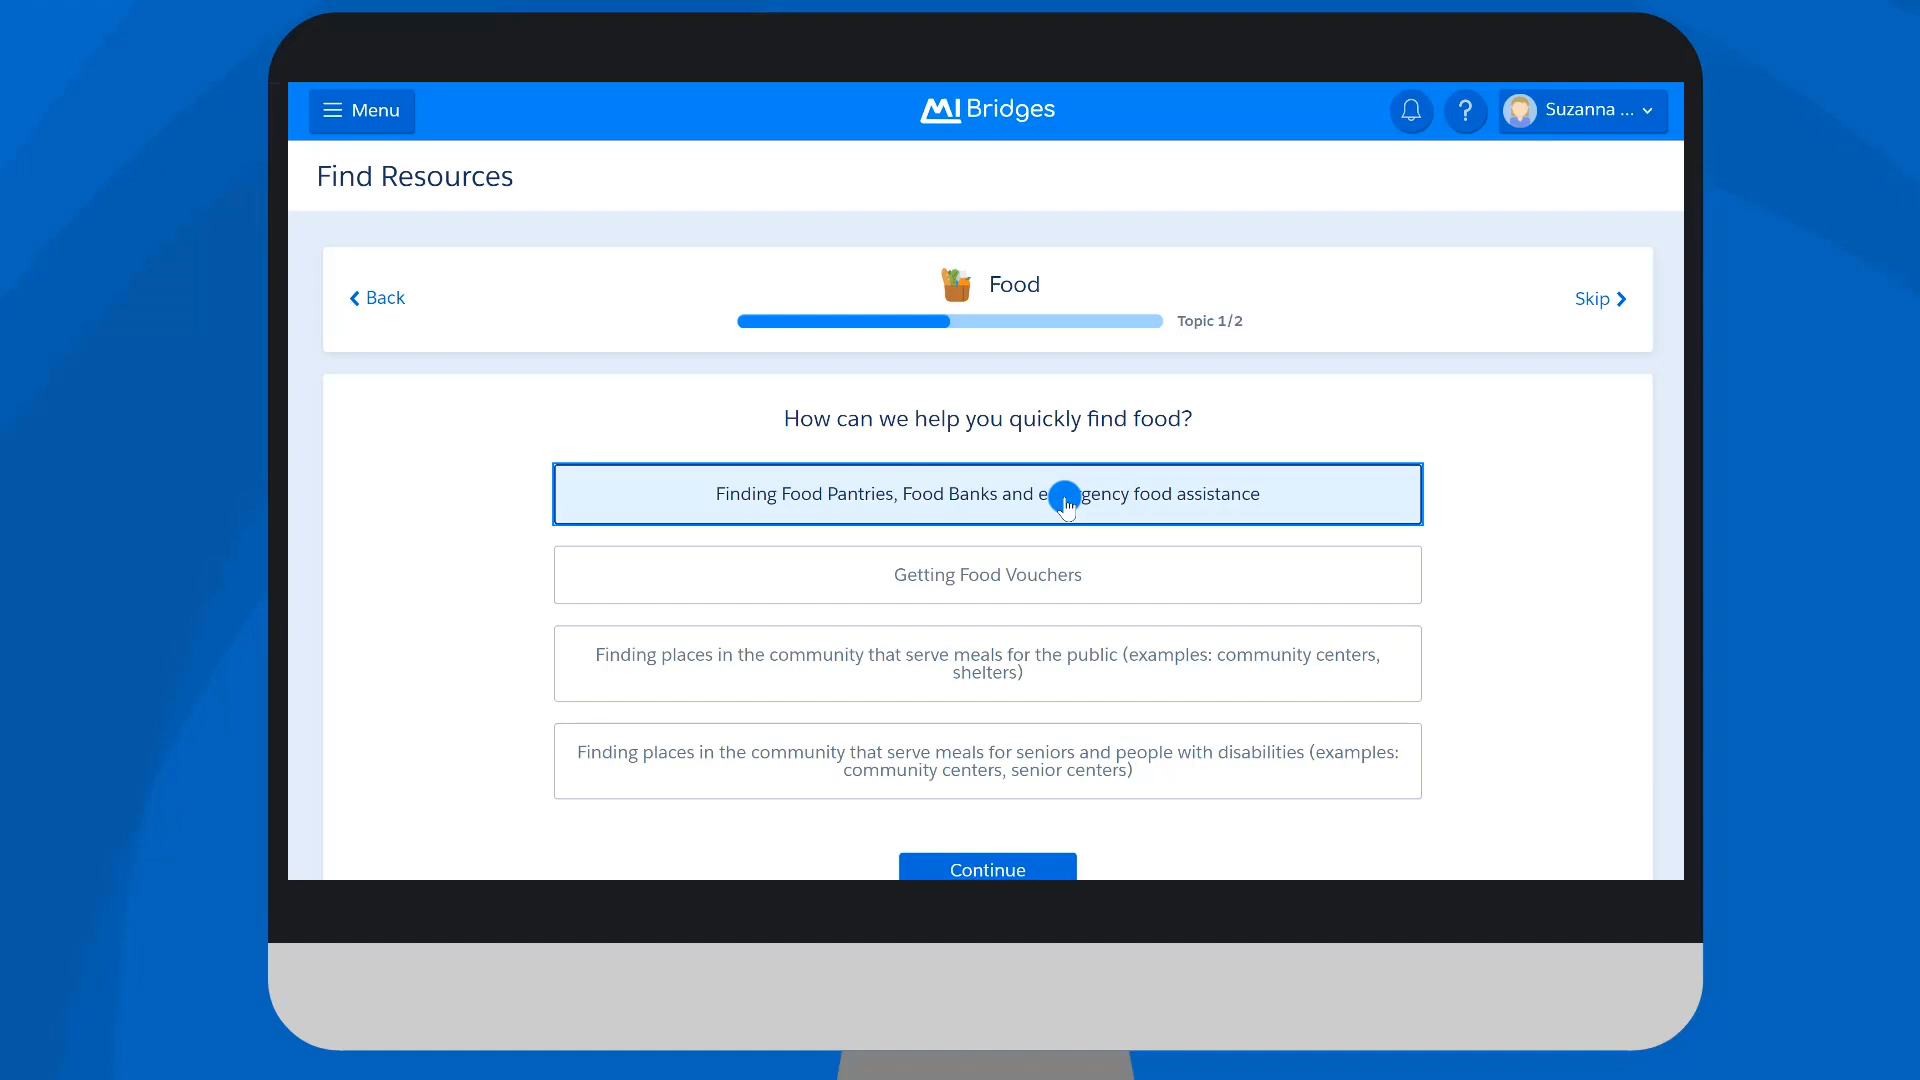 Menu
MI Bridges
?
Suzanna ...
Find Resources
Back
Food
Topic 1/2
Skip
How can we help you quickly find food?
Finding Food Pantries, Food Banks and e gency food assistance
Getting Food Vouchers
Finding places in the community that serve meals for the public (examples: community centers,
shelters)
Finding places in the community that serve meals for seniors and people with disabilities (examples:
community centers, senior centers)
Continue